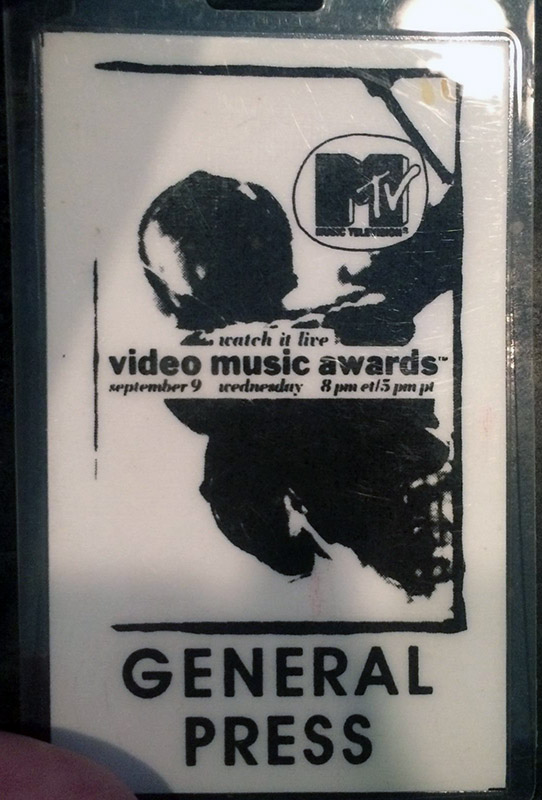 MTV
MUSIC TELEVISION®
watch it live
video music awards™
september 9 wednesday 8 pm et/5 pm pt
GENERAL
PRESS